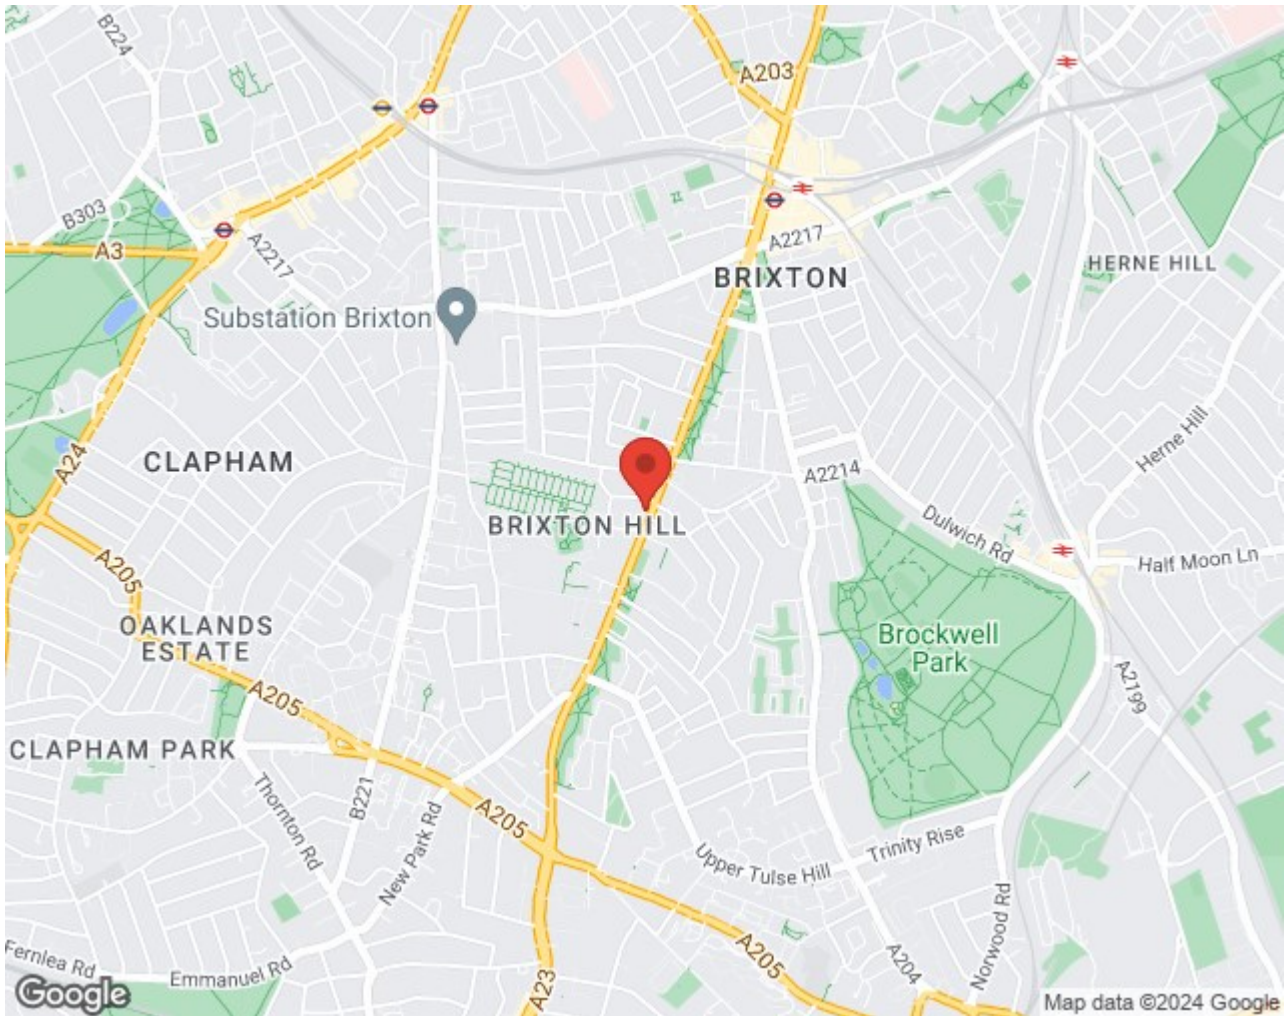 B224
A203
B303
A3
A2217
A2217
BRIXTON
HERNE HILL
Substation Brixton
A24
CLAPHAM
Herne Hill
A2214
BRIXTON HILL
Dulwich Rd
Half Moon Ln
A205
OAKLANDS
ESTATE
Brockwell
Park
A205
A2199
CLAPHAM PARK
Thornton Rd
B221
New Park Rd
A205
Upper Tulse Hill
Trinity Rise
Norwood Rd
Fernlea Rd
Emmanuel Rd
A23
A205
A204
Google
Map data ©2024 Google